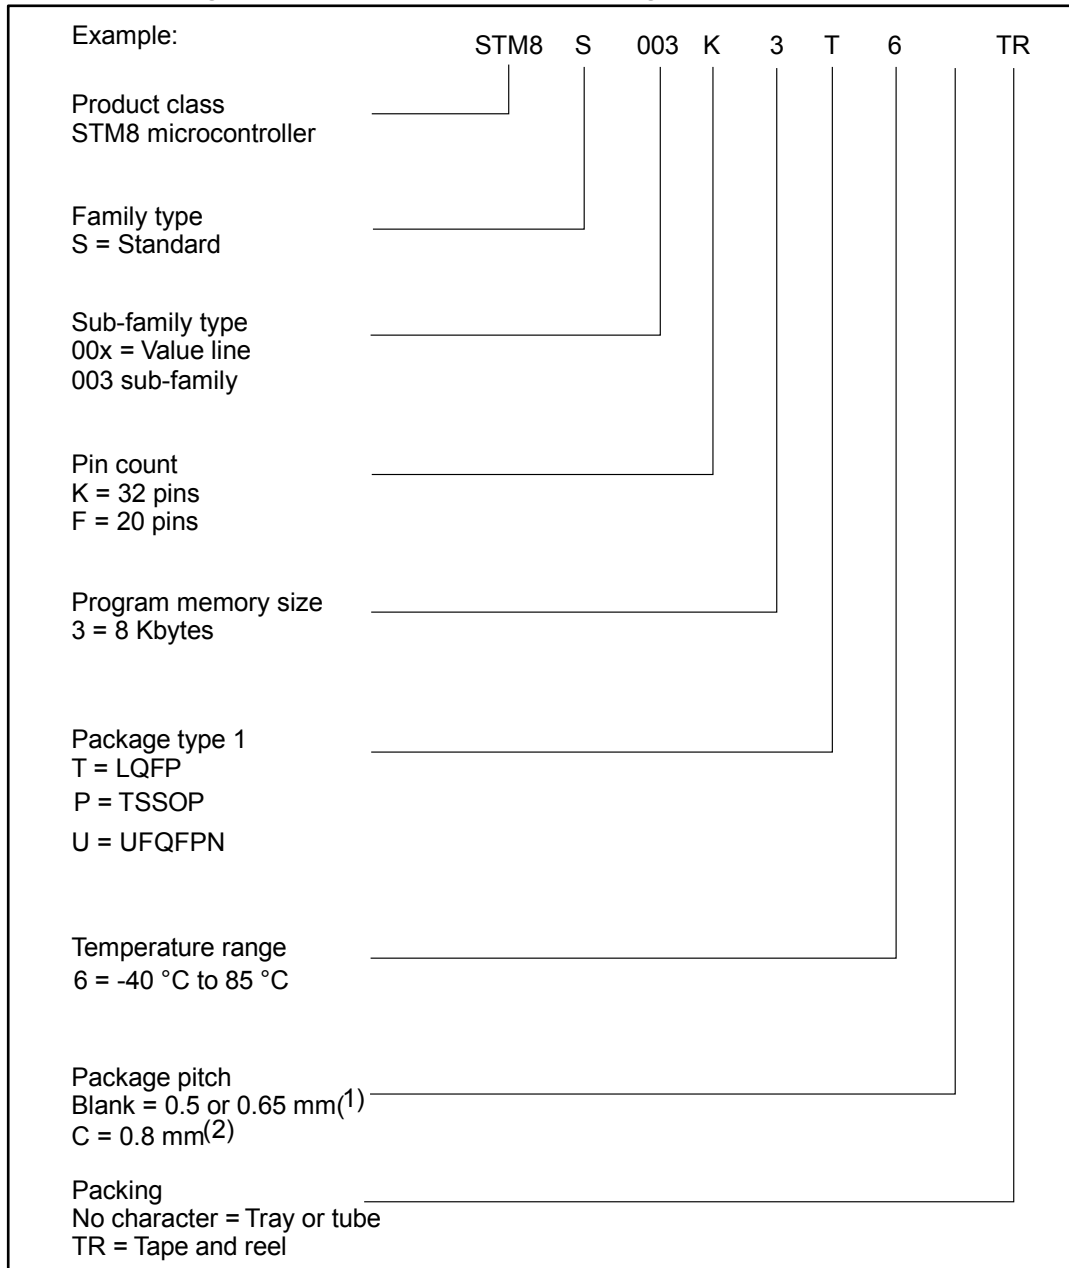 Example: STM8 S 003 K 3 T 6 TR
Product class
STM8 microcontroller
Family type
S = Standard
Sub-family type
00x = Value line
003 sub-family
Pin count
K = 32 pins
F = 20 pins
Program memory size
3 = 8 Kbytes
Package type 1
T = LQFP
P = TSSOP
U = UFQFPN
Temperature range
6 = -40 °C to 85 °C
Package pitch
Blank = 0.5 or 0.65 mm(1)
C = 0.8 mm(2)
Packing
No character = Tray or tube
TR = Tape and reel